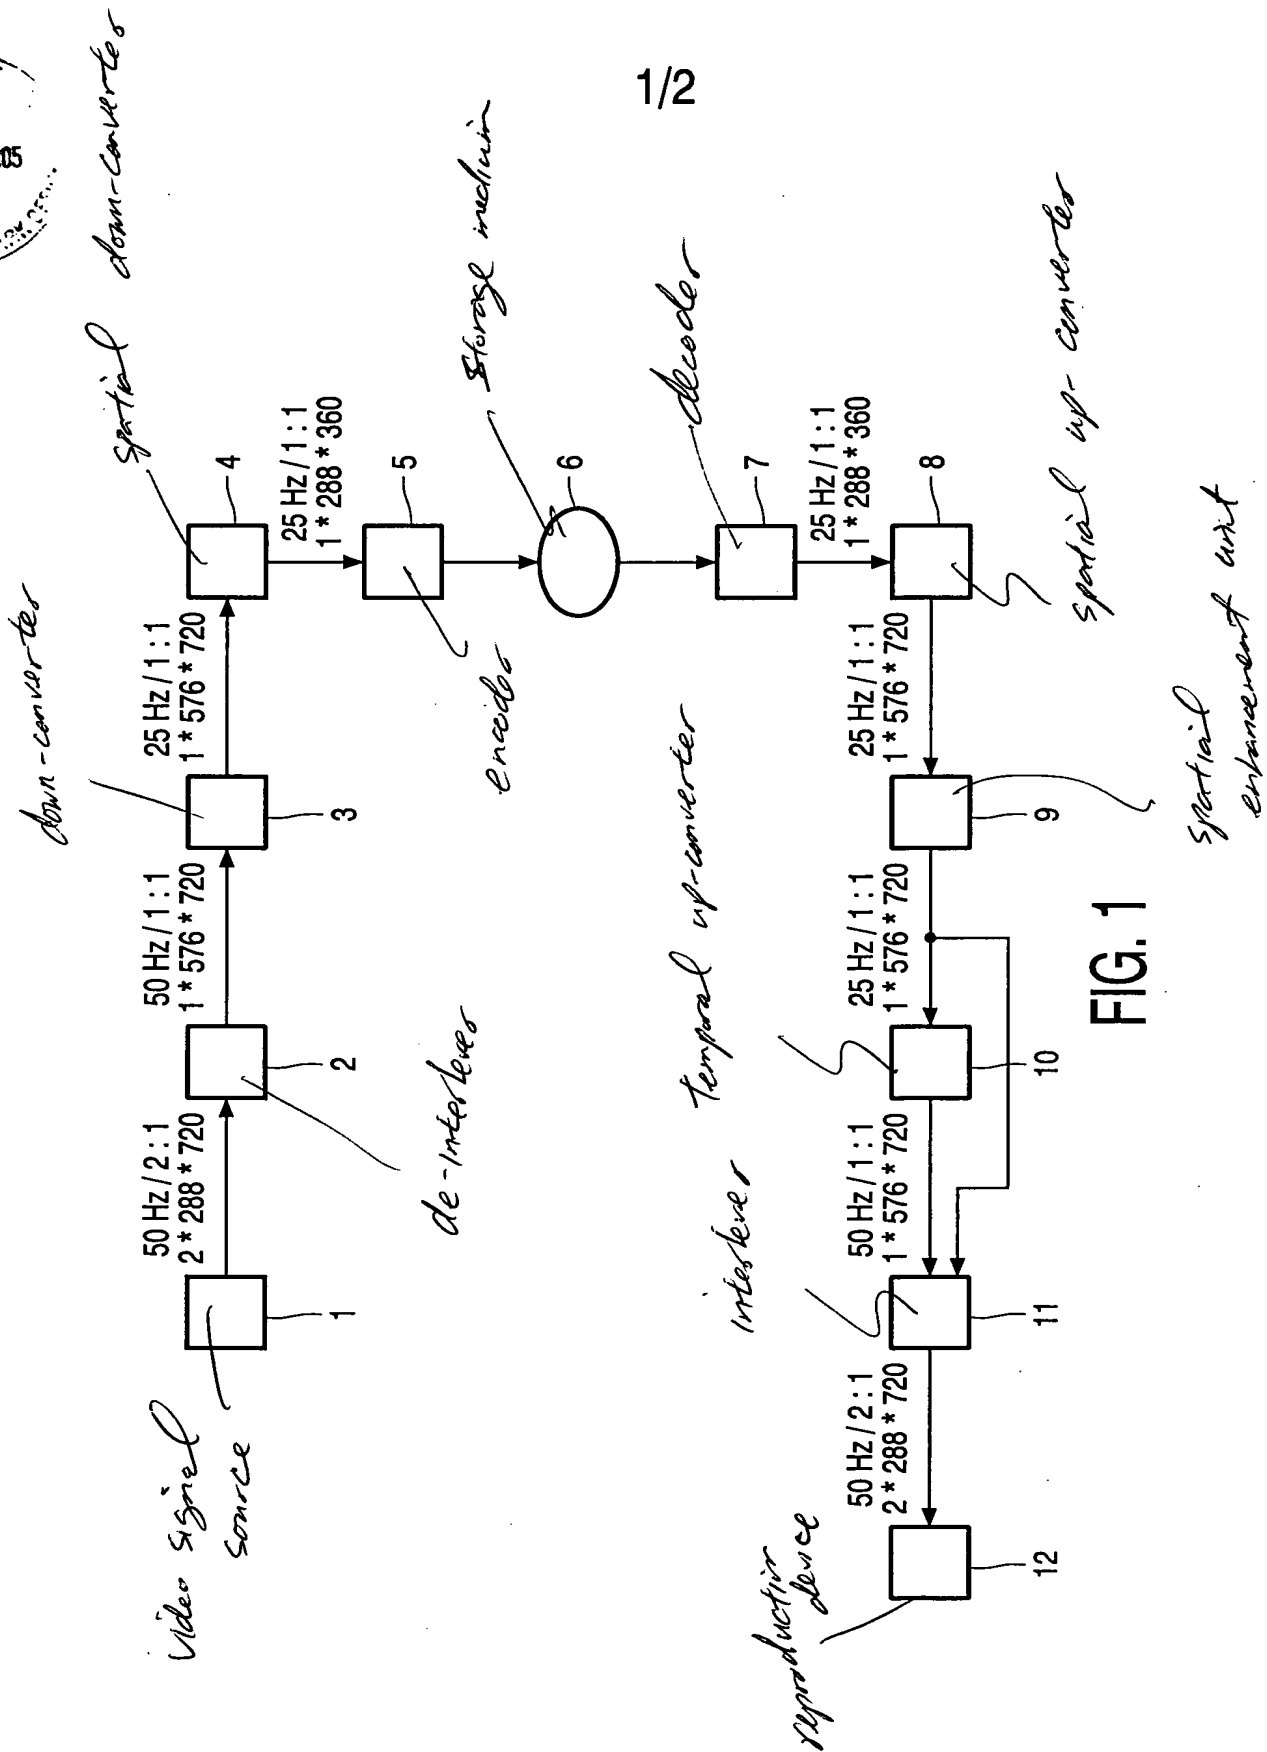 1/2
05
video signal
source
50 Hz / 2 : 1
2 * 288 * 720
1
de-interlever
2
50 Hz / 1 : 1
1 * 576 * 720
down-converter
3
25 Hz / 1 : 1
1 * 576 * 720
spatial down-converter
4
25 Hz / 1 : 1
1 * 288 * 360
encoder
5
Storage medium
6
decoder
7
25 Hz / 1 : 1
1 * 288 * 360
8
spatial up-converter
25 Hz / 1 : 1
1 * 576 * 720
9
spatial
enhancement unit
25 Hz / 1 : 1
1 * 576 * 720
Temporal up-converter
10
50 Hz / 1 : 1
1 * 576 * 720
interlever
11
50 Hz / 2 : 1
2 * 288 * 720
reproduction
device
12
FIG. 1